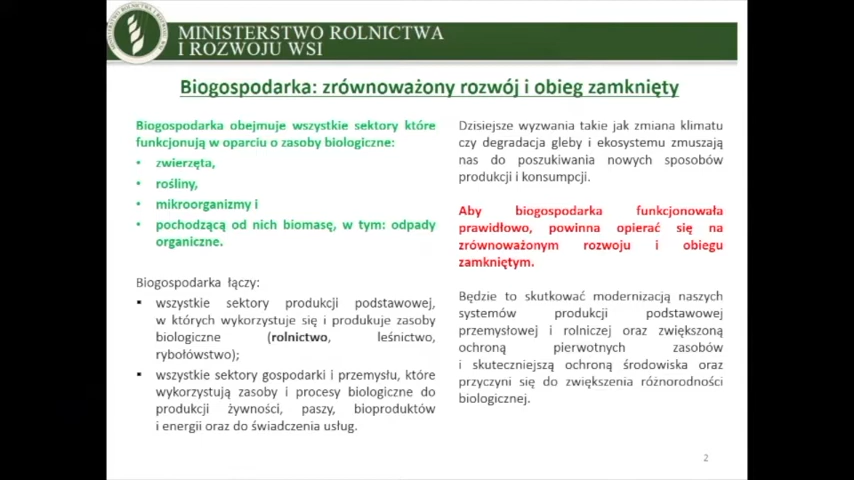 MINISTERSTWO ROLNICTWA
I ROZWOJU WSI
Biogospodarka: zrównoważony rozwój i obieg zamknięty
Biogospodarka obejmuje wszystkie sektory które
funkcjonują w oparciu o zasoby biologiczne:
• zwierzęta,
• rośliny,
• mikroorganizmy i
• pochodzącą od nich biomasę, w tym: odpady
organiczne.
Biogospodarka łączy:
▪ wszystkie sektory produkcji podstawowej,
w których wykorzystuje się i produkuje zasoby
biologiczne (rolnictwo, leśnictwo,
rybołówstwo);
▪ wszystkie sektory gospodarki i przemysłu, które
wykorzystują zasoby i procesy biologiczne do
produkcji żywności, paszy, bioproduktów
i energii oraz do świadczenia usług.
Dzisiejsze wyzwania takie jak zmiana klimatu
czy degradacja gleby i ekosystemu zmuszają
nas do poszukiwania nowych sposobów
produkcji i konsumpcji.
Aby biogospodarka funkcjonowała
prawidłowo, powinna opierać się na
zrównoważonym rozwoju i obiegu
zamkniętym.
Będzie to skutkować modernizacją naszych
systemów produkcji podstawowej
przemysłowej i rolniczej oraz zwiększoną
ochroną pierwotnych zasobów
i skuteczniejszą ochroną środowiska oraz
przyczyni się do zwiększenia różnorodności
biologicznej.
2